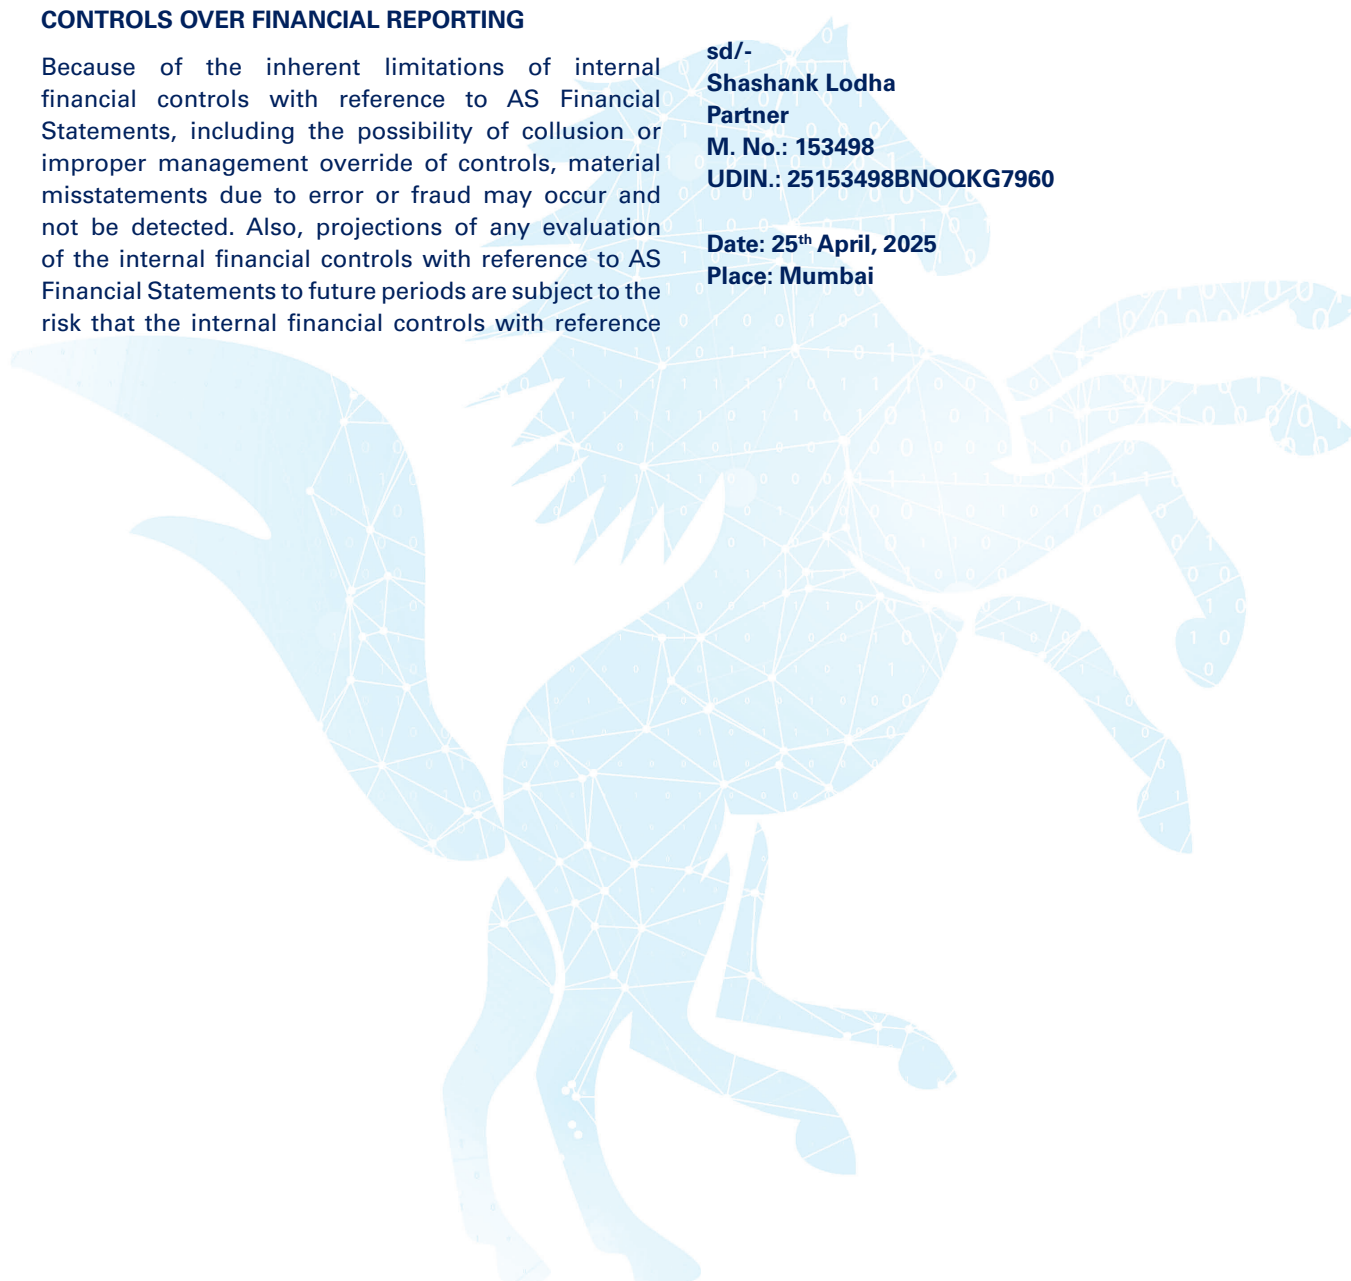 CONTROLS OVER FINANCIAL REPORTING
Because of the inherent limitations of internal
financial controls with reference to AS Financial
Statements, including the possibility of collusion or
improper management override of controls, material
misstatements due to error or fraud may occur and
not be detected. Also, projections of any evaluation
of the internal financial controls with reference to AS
Financial Statements to future periods are subject to the
risk that the internal financial controls with reference
sd/-
Shashank Lodha
Partner
M. No.: 153498
UDIN.: 25153498BNOQKG7960
Date: 25th April, 2025
Place: Mumbai